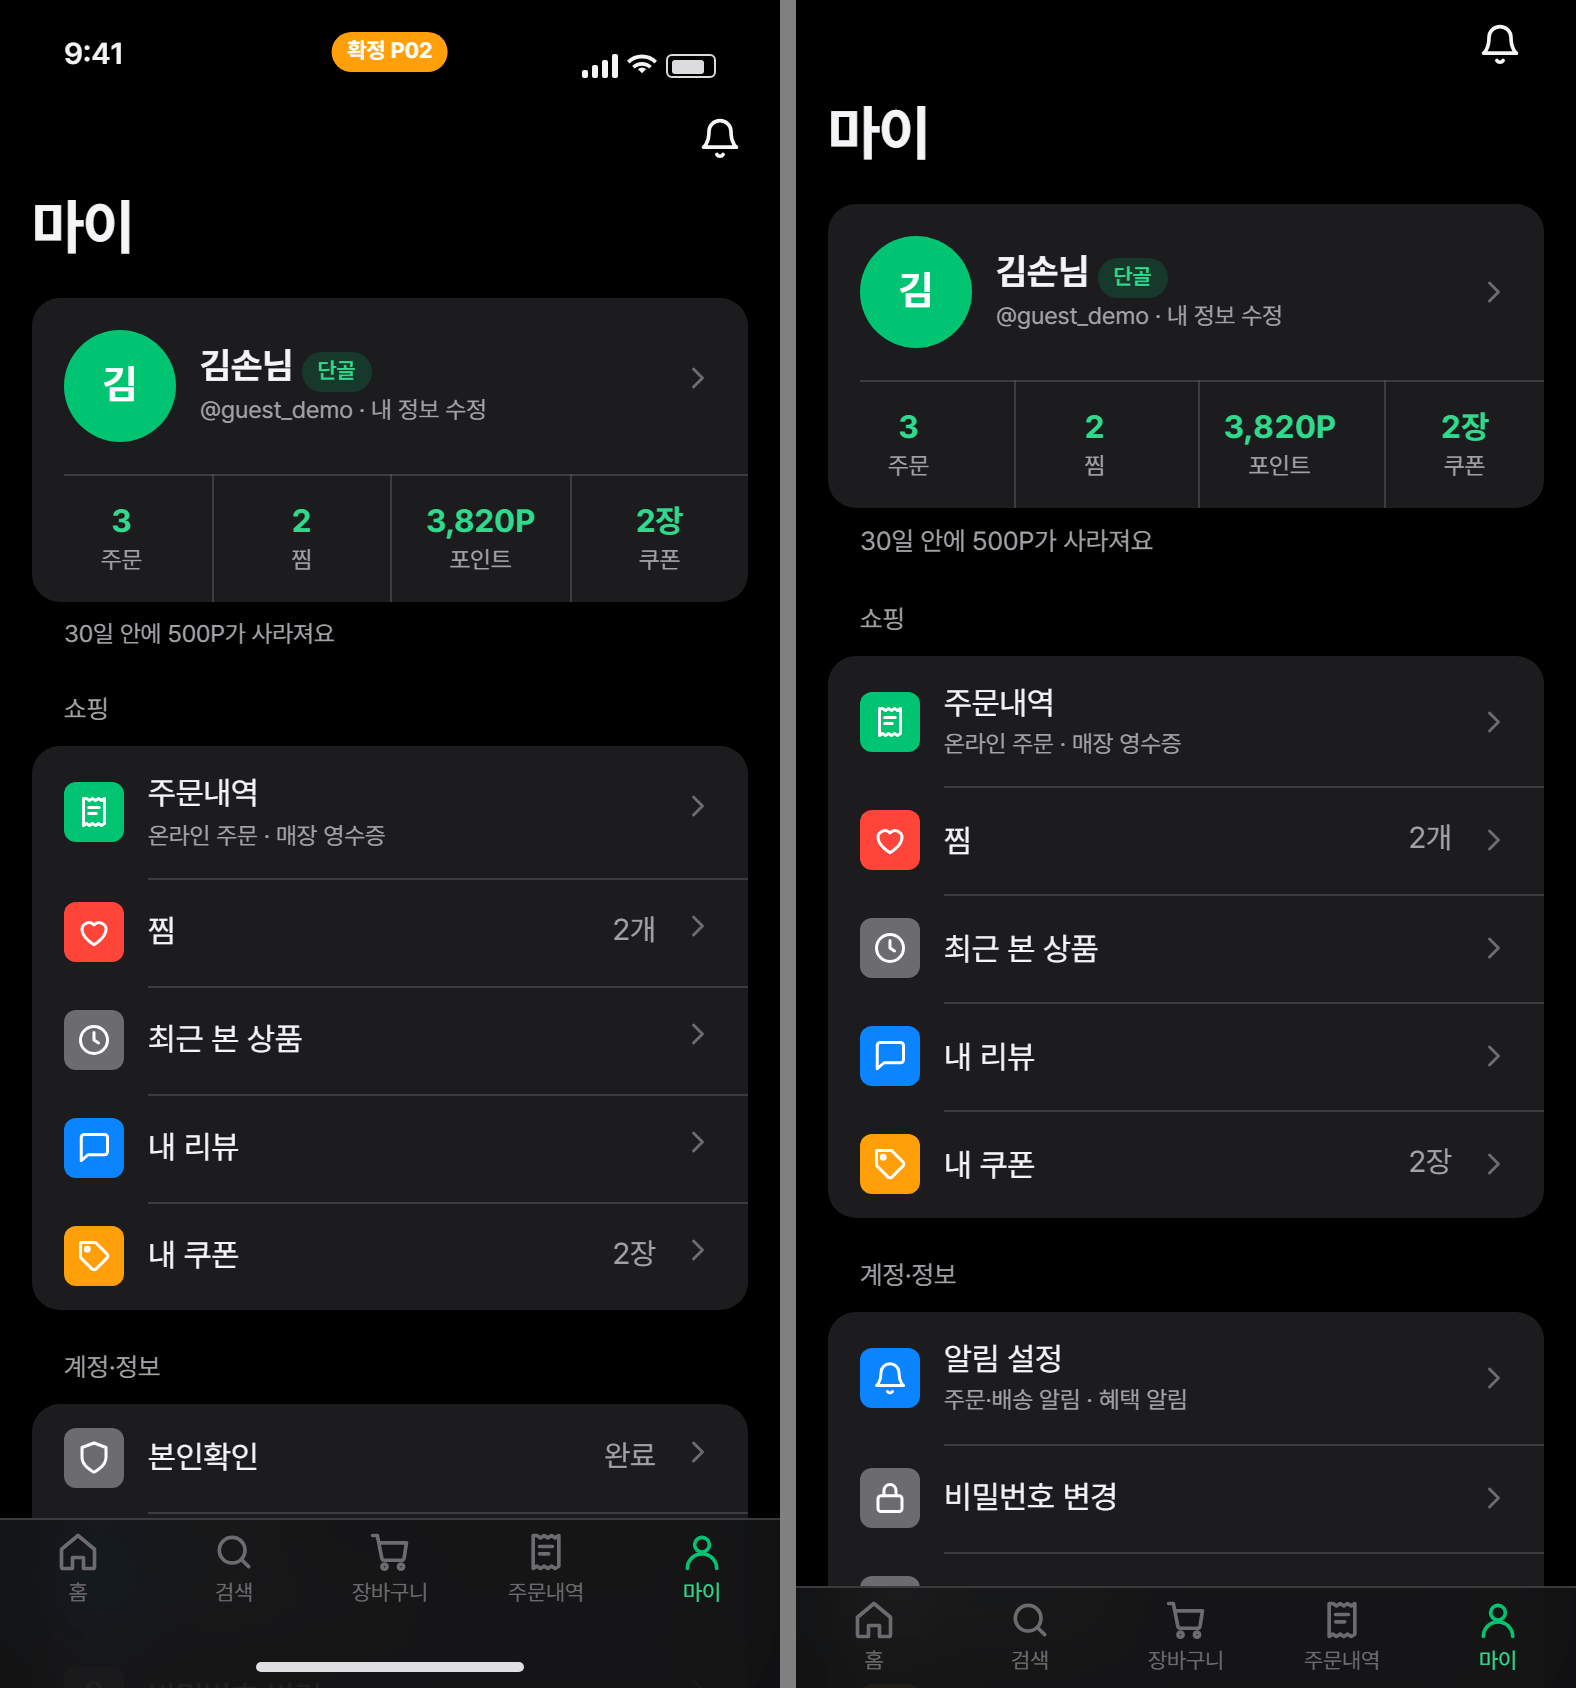 9:41
확정 P02
마이
김
김손님 단골
@guest_demo · 내 정보 수정
3
주문
2
찜
3,820P
포인트
2장
쿠폰
30일 안에 500P가 사라져요
쇼핑
주문내역
온라인 주문 · 매장 영수증
찜 2개
최근 본 상품
내 리뷰
내 쿠폰 2장
계정·정보
본인확인 완료
홈
검색
장바구니
주문내역
마이
마이
김
김손님 단골
@guest_demo · 내 정보 수정
3
주문
2
찜
3,820P
포인트
2장
쿠폰
30일 안에 500P가 사라져요
쇼핑
주문내역
온라인 주문 · 매장 영수증
찜 2개
최근 본 상품
내 리뷰
내 쿠폰 2장
계정·정보
알림 설정
주문·배송 알림 · 혜택 알림
비밀번호 변경
홈
검색
장바구니
주문내역
마이